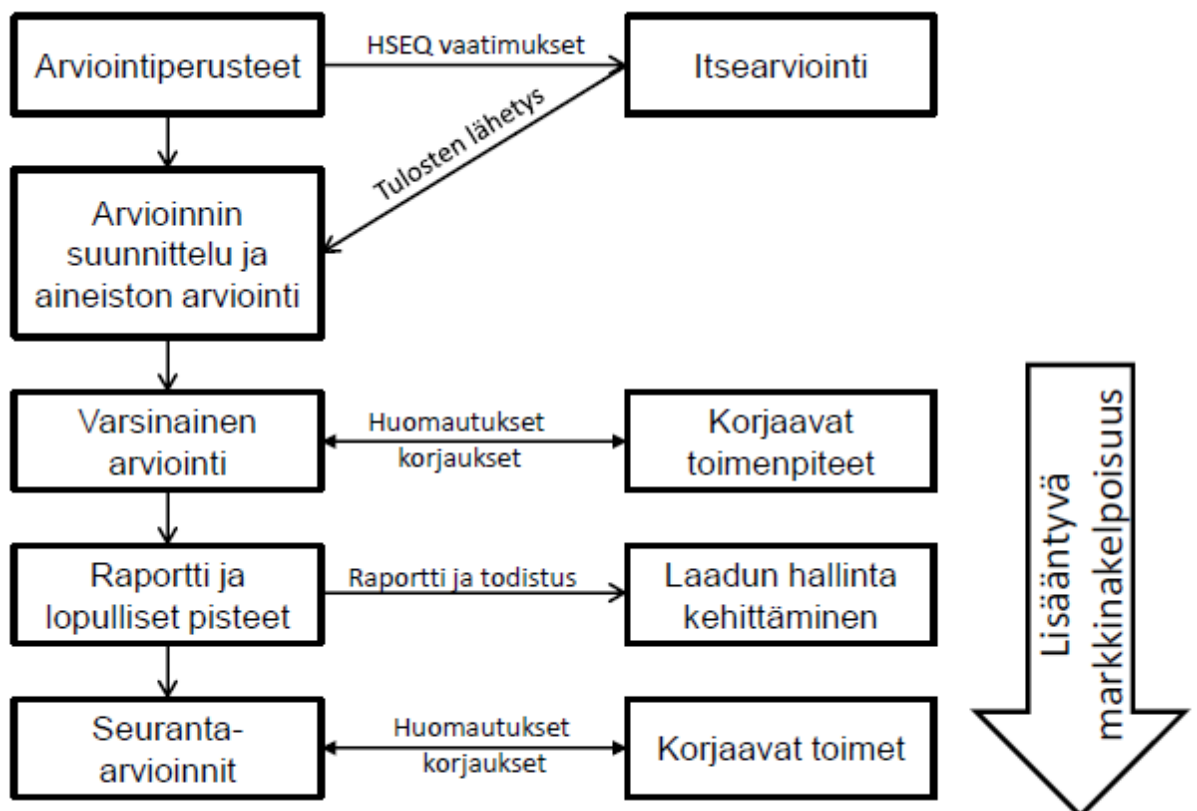 Arviointiperusteet
HSEQ vaatimukset
Itsearviointi
Tulosten lähetys
Arvioinnin
suunnittelu ja
aineiston arviointi
Varsinainen
arviointi
Huomautukset
korjaukset
Korjaavat
toimenpiteet
Raportti ja
lopulliset pisteet
Raportti ja todistus
Laadun hallinta
kehittäminen
Seuranta-
arvioinnit
Huomautukset
korjaukset
Korjaavat toimet
Lisääntyvä
markkinakelpoisuus